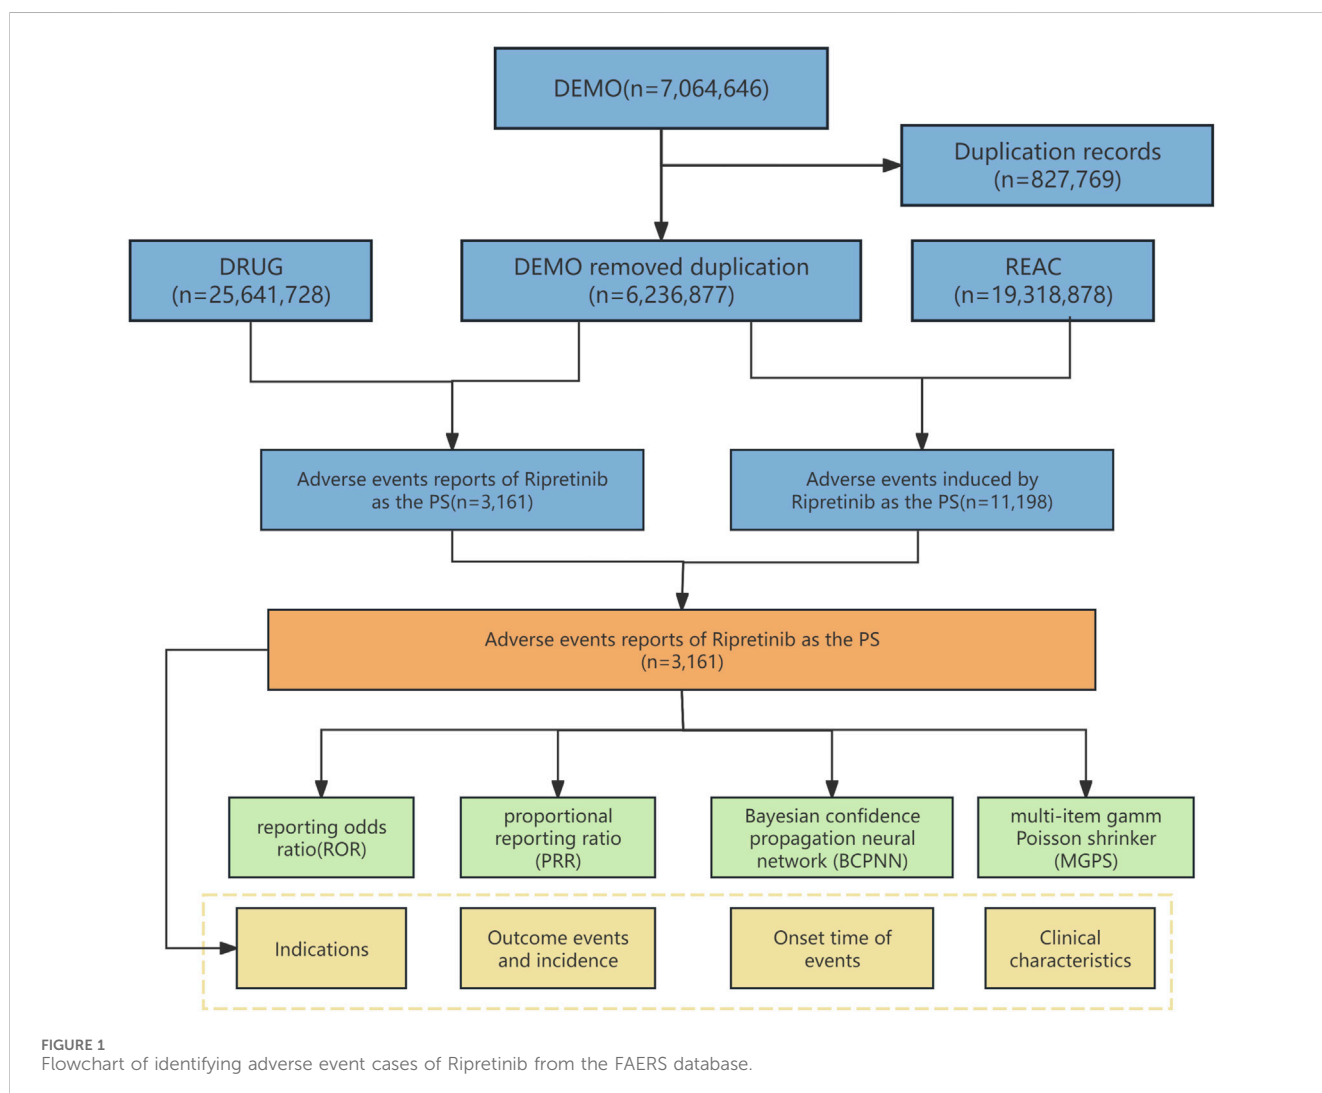 DEMO(n=7,064,646)
Duplication records
(n=827,769)
DRUG
(n=25,641,728)
DEMO removed duplication
(n=6,236,877)
REAC
(n=19,318,878)
Adverse events reports of Ripretinib
as the PS(n=3,161)
Adverse events induced by
Ripretinib as the PS(n=11,198)
Adverse events reports of Ripretinib as the PS
(n=3,161)
reporting odds
ratio(ROR)
proportional
reporting ratio
(PRR)
Bayesian confidence
propagation neural
network (BCPNN)
multi-item gamm
Poisson shrinker
(MGPS)
Indications
Outcome events
and incidence
Onset time of
events
Clinical
characteristics
FIGURE 1
Flowchart of identifying adverse event cases of Ripretinib from the FAERS database.